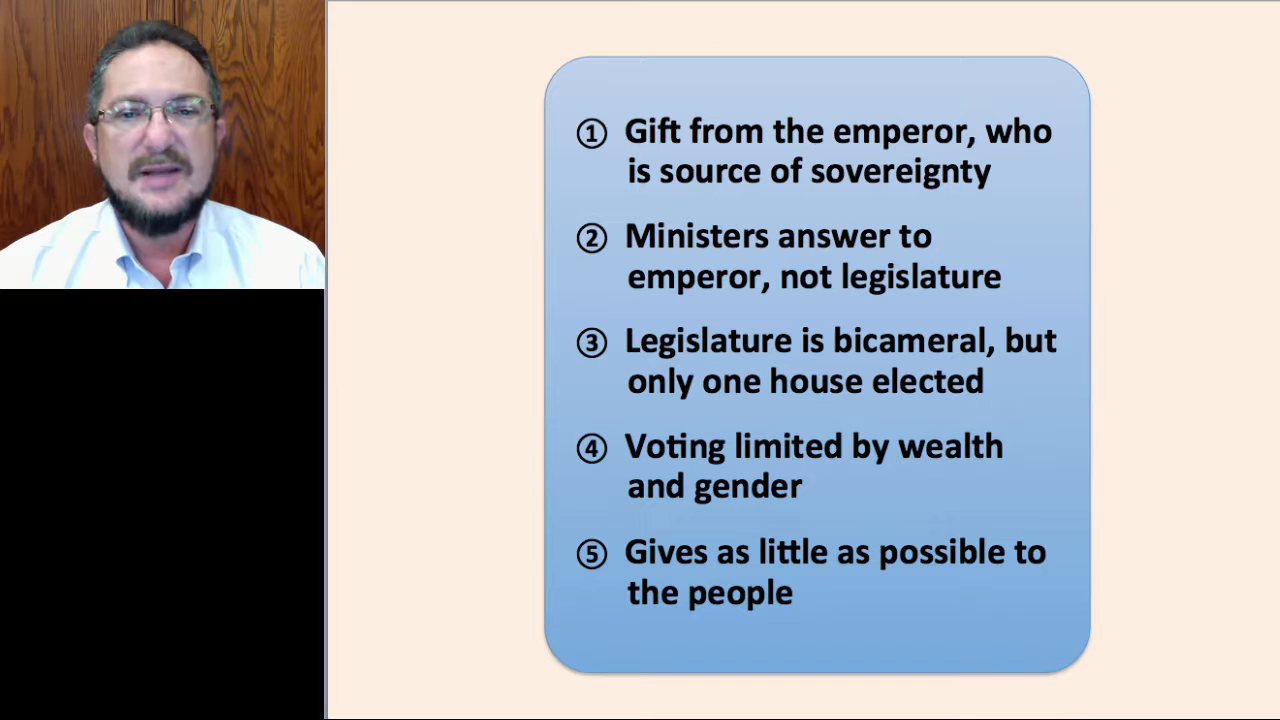 ① Gift from the emperor, who
is source of sovereignty
② Ministers answer to
emperor, not legislature
③ Legislature is bicameral, but
only one house elected
④ Voting limited by wealth
and gender
⑤ Gives as little as possible to
the people